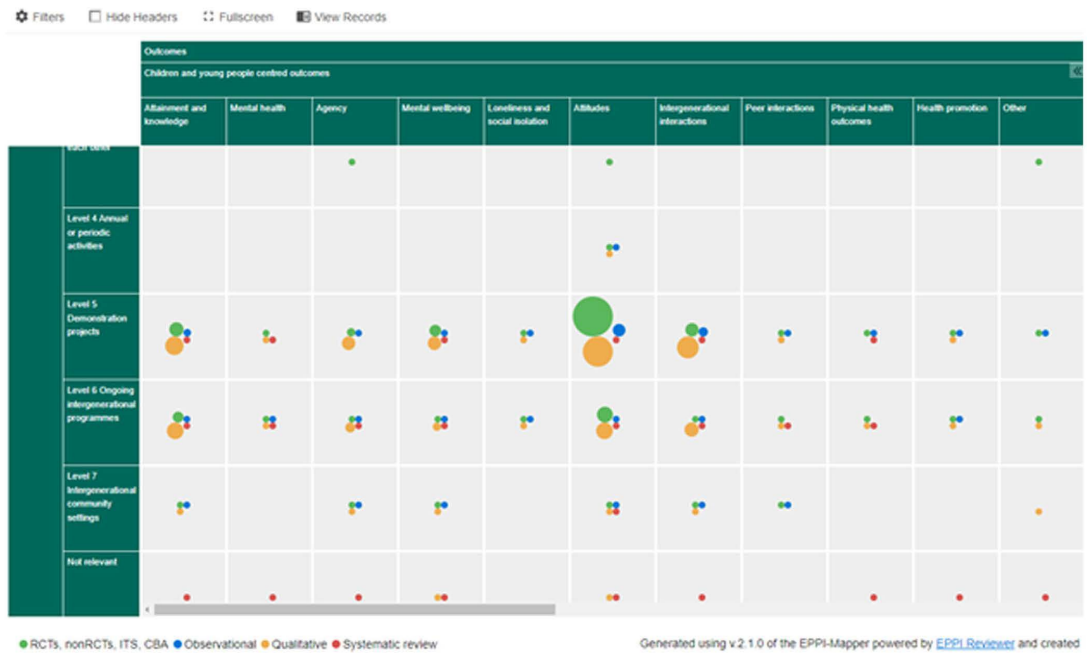 Filters Hide Headers Fullscreen View Records
Outcomes
Children and young people centred outcomes
Attainment and knowledge
Mental health
Agency
Mental wellbeing
Loneliness and social isolation
Attitudes
Intergenerational interactions
Peer interactions
Physical health outcomes
Health promotion
Other
each other
Level 4 Annual
or periodic
activities
Level 5
Demonstration
projects
Level 6 Ongoing
intergenerational
programmes
Level 7
Intergenerational
community
settings
Not relevant
RCTs, nonRCTs, ITS, CBA Observational Qualitative Systematic review
Generated using v.2.1.0 of the EPPI-Mapper powered by EPPI Reviewer and created